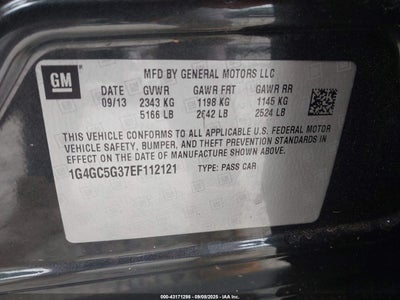 GM
MFD BY GENERAL MOTORS LLC
DATE GVWR GAWR FRT GAWR RR
09/13 2343 KG 1198 KG 1145 KG
5166 LB 2642 LB 2524 LB
THIS VEHICLE CONFORMS TO ALL APPLICABLE U.S. FEDERAL MOTOR
VEHICLE SAFETY, BUMPER, AND THEFT PREVENTION STANDARDS IN
EFFECT ON THE DATE OF MANUFACTURE SHOWN ABOVE.
1G4GC5G37EF112121 TYPE: PASS CAR
000-43171298 - 09/09/2025 - IAAI.COM